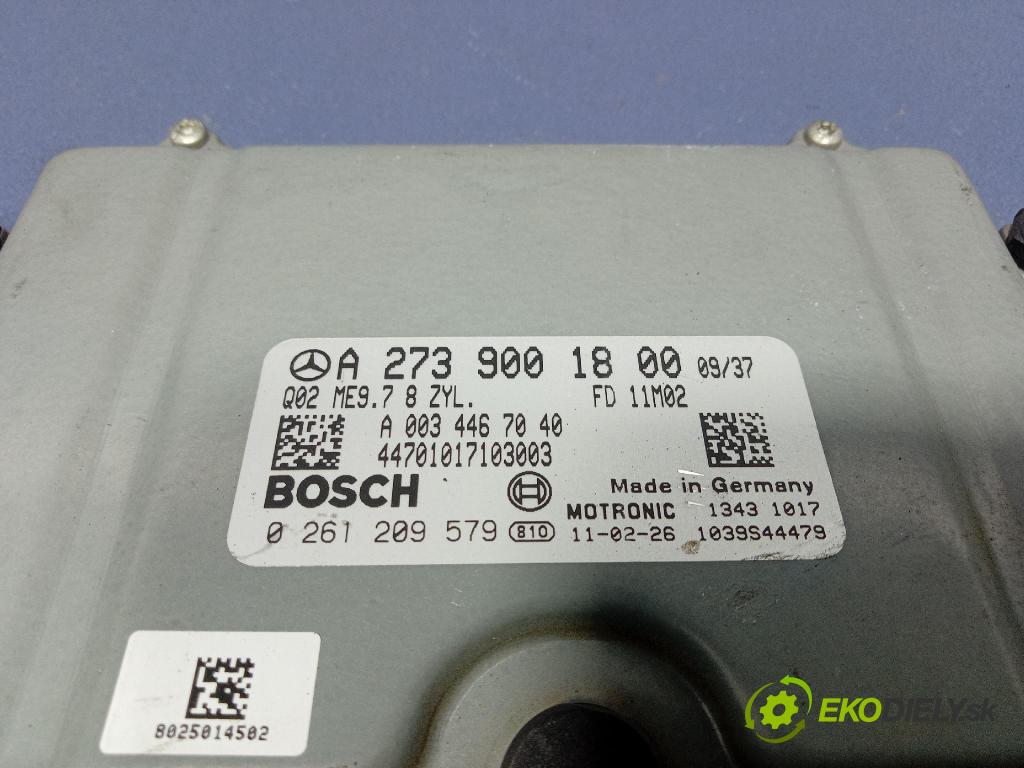 A 273 900 18 00 09/37
Q02 ME9.7 8 ZYL. FD 11M02
A 003 446 70 40
44701017103003
BOSCH
Made in Germany
MOTRONIC 1343 1017
0 261 209 579 810 11-02-26 1039S44479
8025014502
EKODIELY.sk